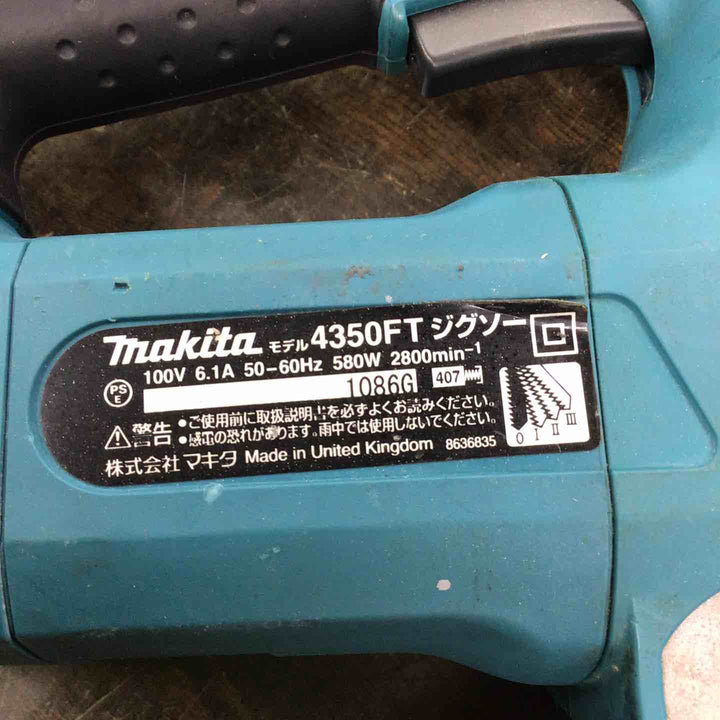 makita モデル 4350FT ジグソー
100V 6.1A 50-60Hz 580W 2800min-1
PS
E
1086G 407
警告
・ご使用前に取扱説明書を必ずよくお読みください。
・感電の恐れがあります。雨中では使用しないでください。
0 I II III
株式会社マキタ Made in United Kingdom 8636835